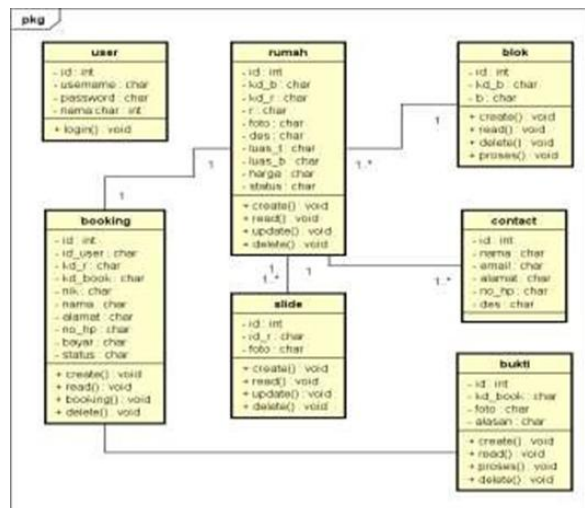 pkg
user
- id : int
- username : char
- password : char
- nama char : int
+ login() : void
rumah
- id : int
- kd_b : char
- kd_r : char
- r : char
- foto : char
- des : char
- luas_t : char
- luas_b : char
- harga : char
- status : char
+ create() : void
+ read() : void
+ update() : void
+ delete() : void
blok
- id : int
- kd_b : char
- b : char
+ create() : void
+ read() : void
+ delete() : void
+ proses() : void
1
1..*
1
1
booking
- id : int
- id_user : char
- kd_r : char
- kd_book : char
- nik : char
- nama : char
- alamat : char
- no_hp : char
- bayar : char
- status : char
+ create() : void
+ read() : void
+ booking() : void
+ delete() : void
contact
- id : int
- nama : char
- email : char
- alamat : char
- no_hp : char
- des : char
1
1..*
1
1..*
slide
- id : int
- id_r : char
- foto : char
+ create() : void
+ read() : void
+ update() : void
+ delete() : void
bukti
- id : int
- kd_book : char
- foto : char
- alasan : char
+ create() : void
+ read() : void
+ proses() : void
+ delete() : void